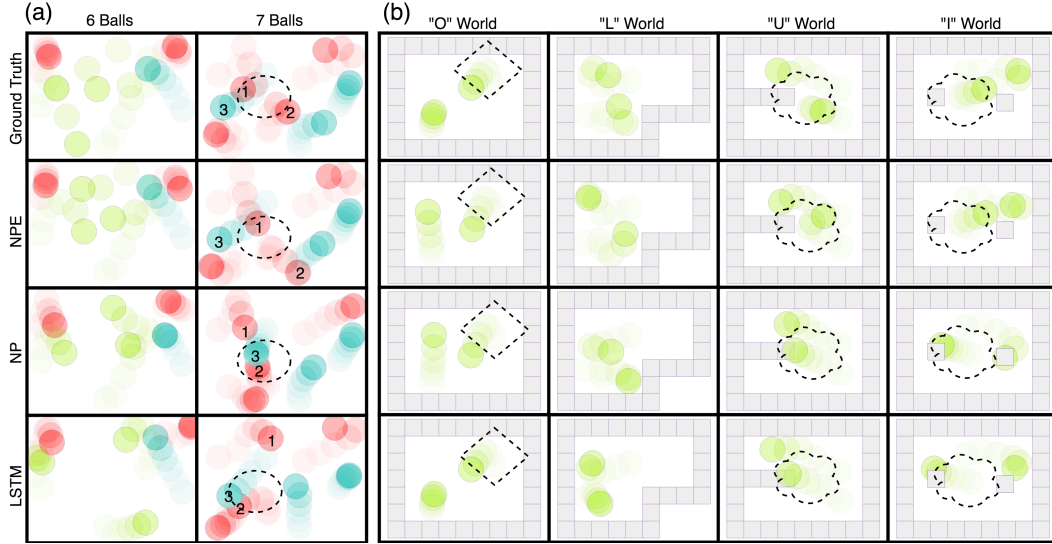 (a)
6 Balls
7 Balls
(b)
"O" World
"L" World
"U" World
"I" World
Ground Truth
1
3
2
NPE
1
3
2
NP
1
3
2
LSTM
1
3
2